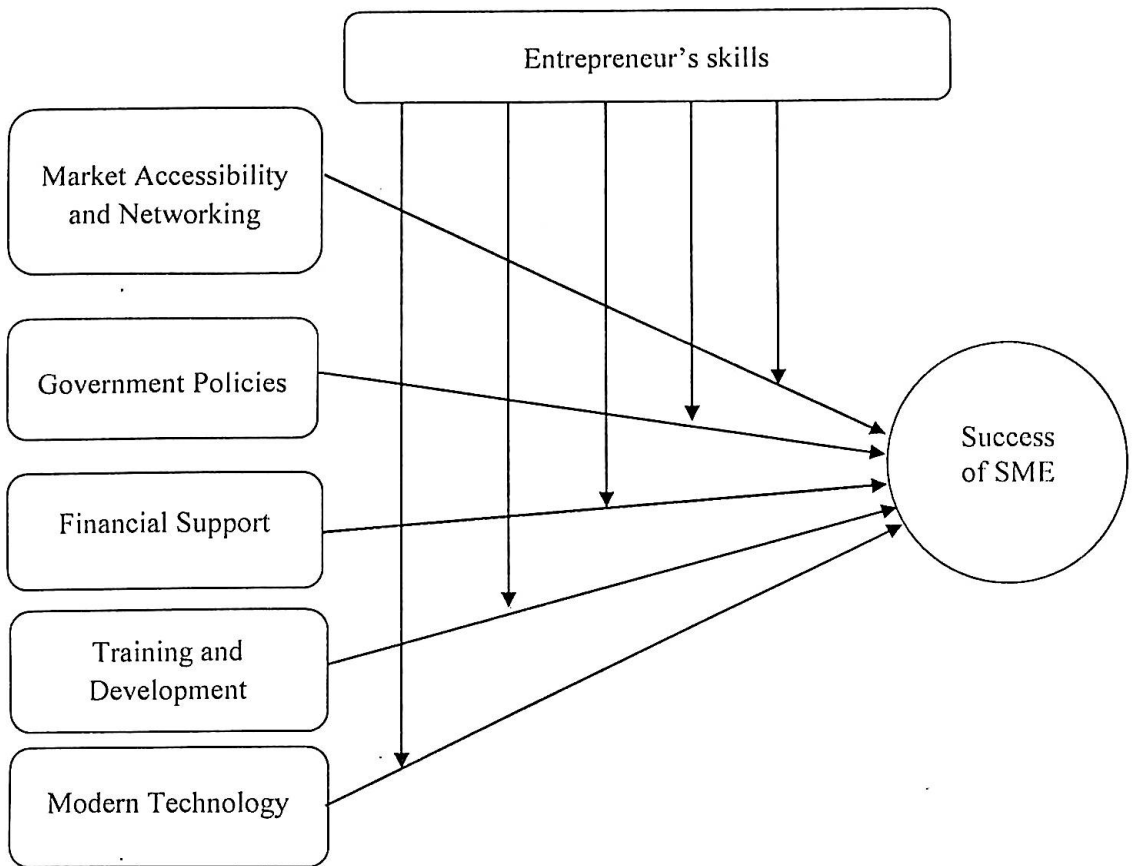 Entrepreneur’s skills
Market Accessibility
and Networking
Government Policies
Financial Support
Training and
Development
Modern Technology
Success
of SME